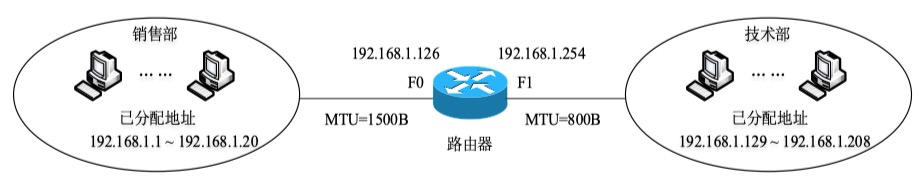 销售部
技术部
192.168.1.126
192.168.1.254
... ...
F0
F1
... ...
已分配地址
192.168.1.1 ~ 192.168.1.20
MTU=1500B
MTU=800B
已分配地址
192.168.1.129 ~ 192.168.1.208
路由器